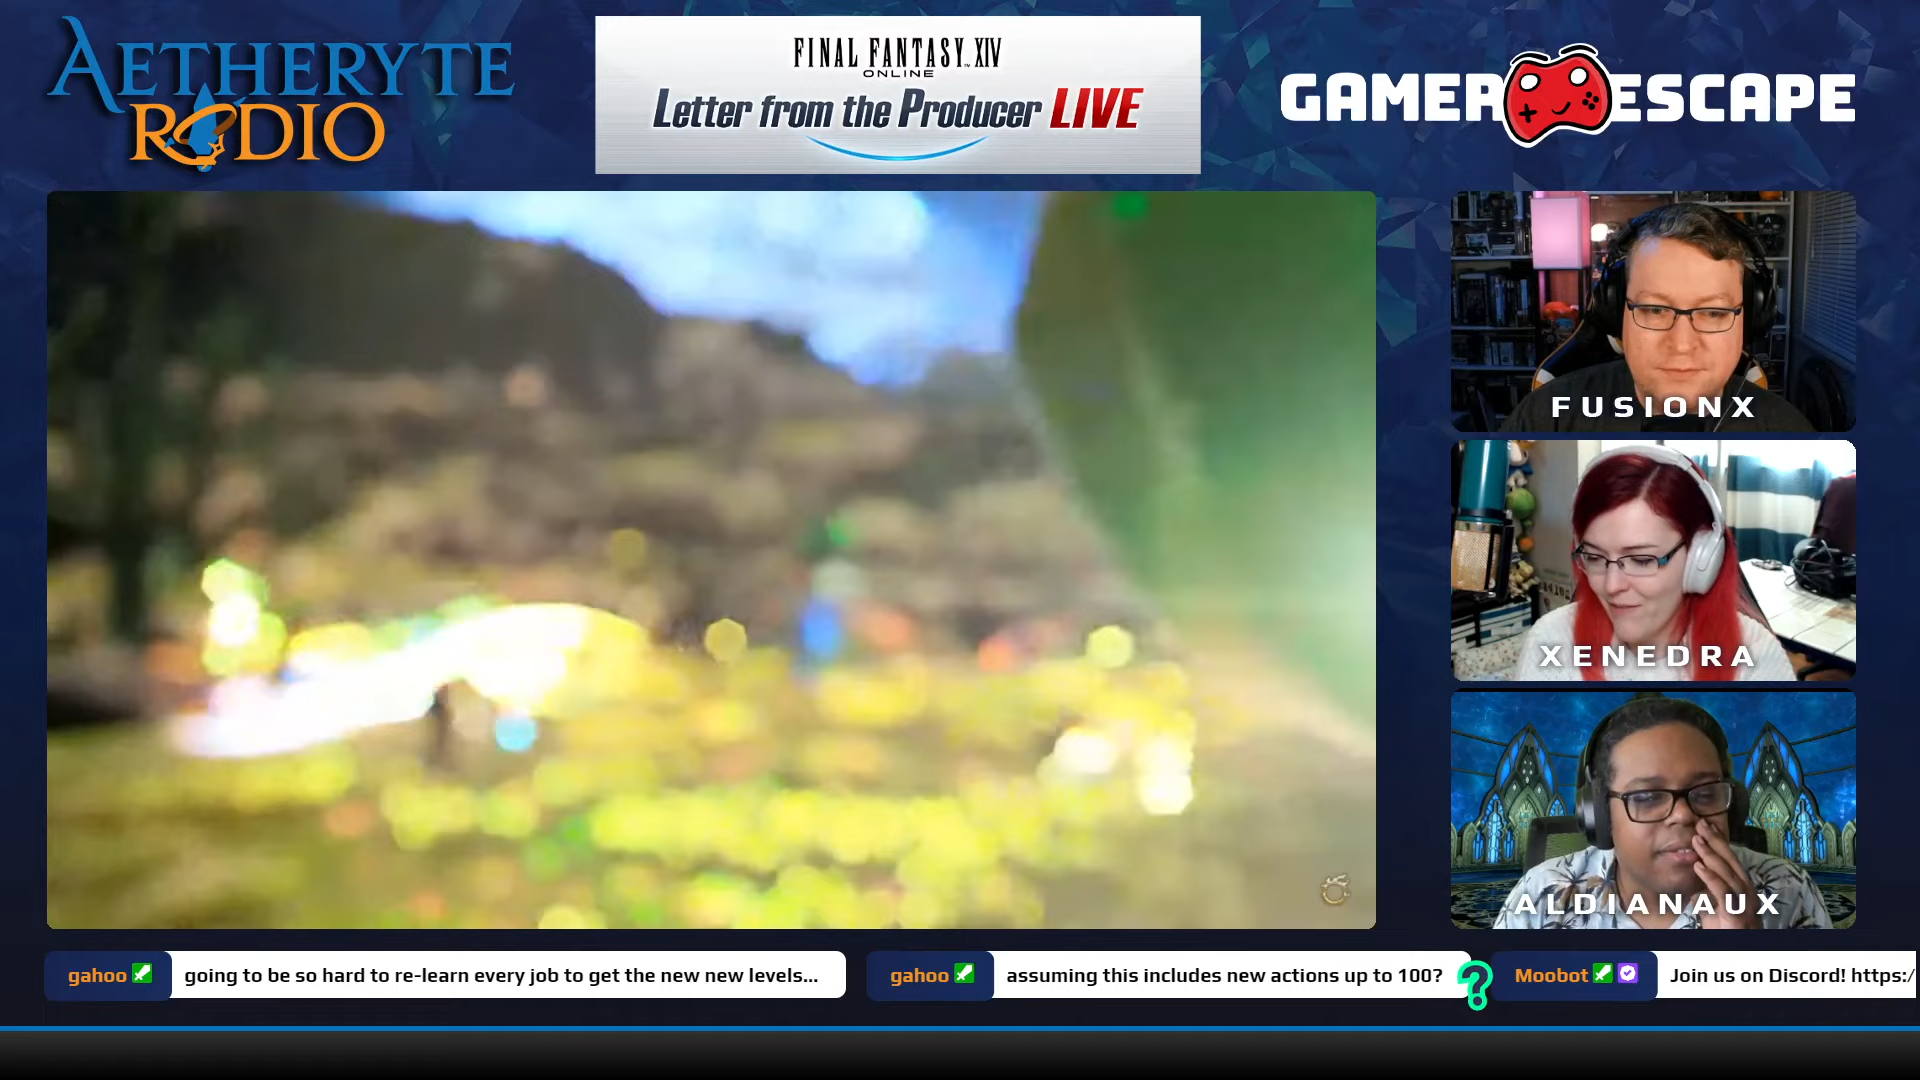 AETHERYTE
RADIO
FINAL FANTASY XIV
ONLINE
Letter from the Producer LIVE
GAMER ESCAPE
FUSIONX
XENEDRA
ALDIANAUX
gahoo going to be so hard to re-learn every job to get the new new levels...
gahoo assuming this includes new actions up to 100?
Moobot Join us on Discord! https:/